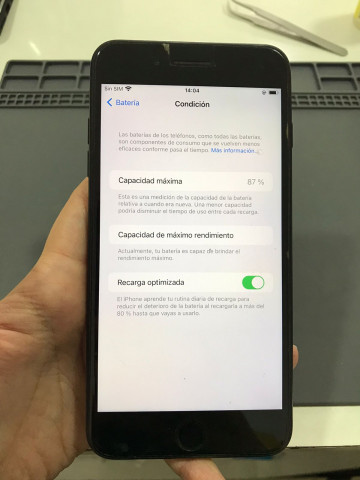 Sin SIM 14:04
Batería Condición
Las baterías de los teléfonos, como todas las baterías,
son componentes de consumo que se vuelven menos
eficaces conforme pasa el tiempo. Más información...
Capacidad máxima 87 %
Esta es una medición de la capacidad de la batería
relativa a cuando era nueva. Una menor capacidad
podría disminuir el tiempo de uso entre cada recarga.
Capacidad de máximo rendimiento
Actualmente, tu batería es capaz de brindar el
rendimiento máximo.
Recarga optimizada
El iPhone aprende tu rutina diaria de recarga para
reducir el deterioro de la batería al recargarla a más del
80 % hasta que vayas a usarlo.